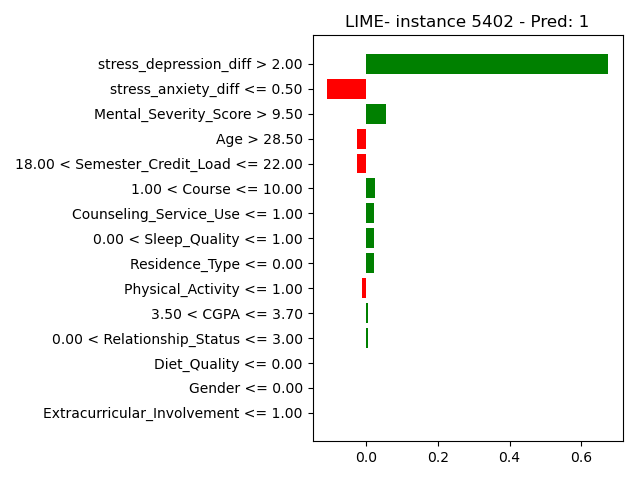 LIME- instance 5402 - Pred: 1
stress_depression_diff > 2.00
stress_anxiety_diff <= 0.50
Mental_Severity_Score > 9.50
Age > 28.50
18.00 < Semester_Credit_Load <= 22.00
1.00 < Course <= 10.00
Counseling_Service_Use <= 1.00
0.00 < Sleep_Quality <= 1.00
Residence_Type <= 0.00
Physical_Activity <= 1.00
3.50 < CGPA <= 3.70
0.00 < Relationship_Status <= 3.00
Diet_Quality <= 0.00
Gender <= 0.00
Extracurricular_Involvement <= 1.00
0.0 0.2 0.4 0.6